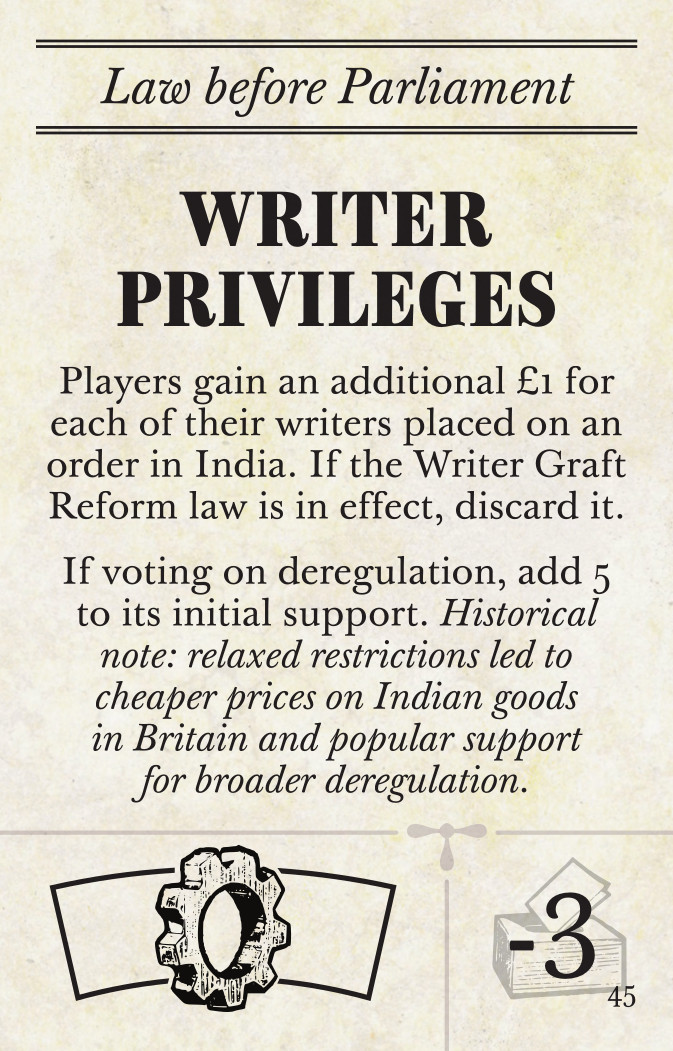 Law before Parliament
WRITER
PRIVILEGES
Players gain an additional £1 for
each of their writers placed on an
order in India. If the Writer Graft
Reform law is in effect, discard it.
If voting on deregulation, add 5
to its initial support. Historical
note: relaxed restrictions led to
cheaper prices on Indian goods
in Britain and popular support
for broader deregulation.
-3
45